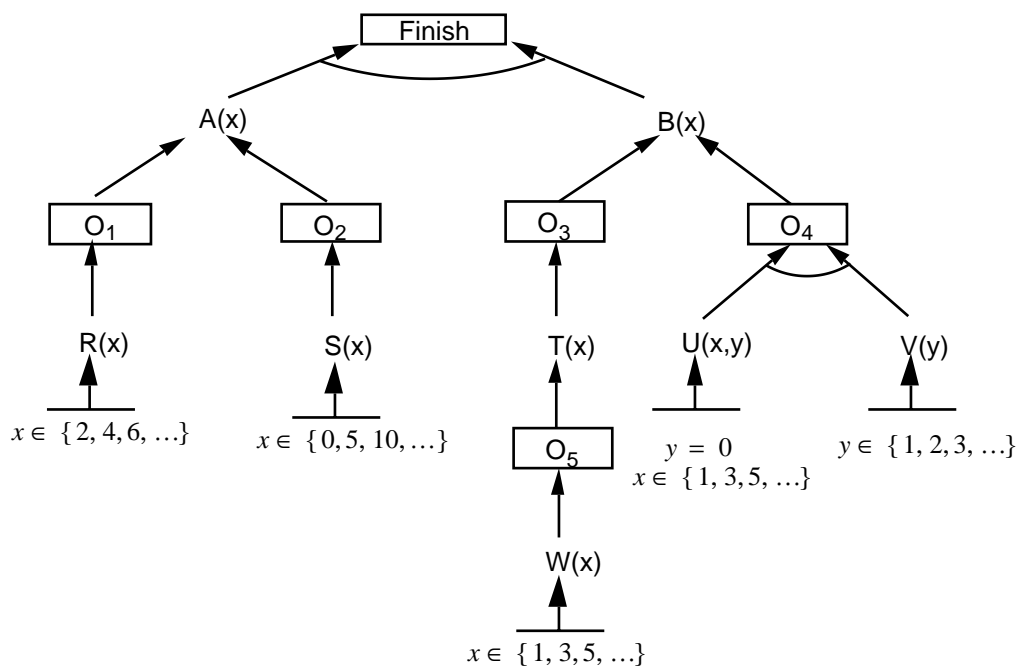 Finish
A(x)
B(x)
O₁
O₂
O₃
O₄
R(x)
S(x)
T(x)
U(x,y)
V(y)
x ∈ {2, 4, 6, …}
x ∈ {0, 5, 10, …}
O₅
y = 0
x ∈ {1, 3, 5, …}
y ∈ {1, 2, 3, …}
W(x)
x ∈ {1, 3, 5, …}